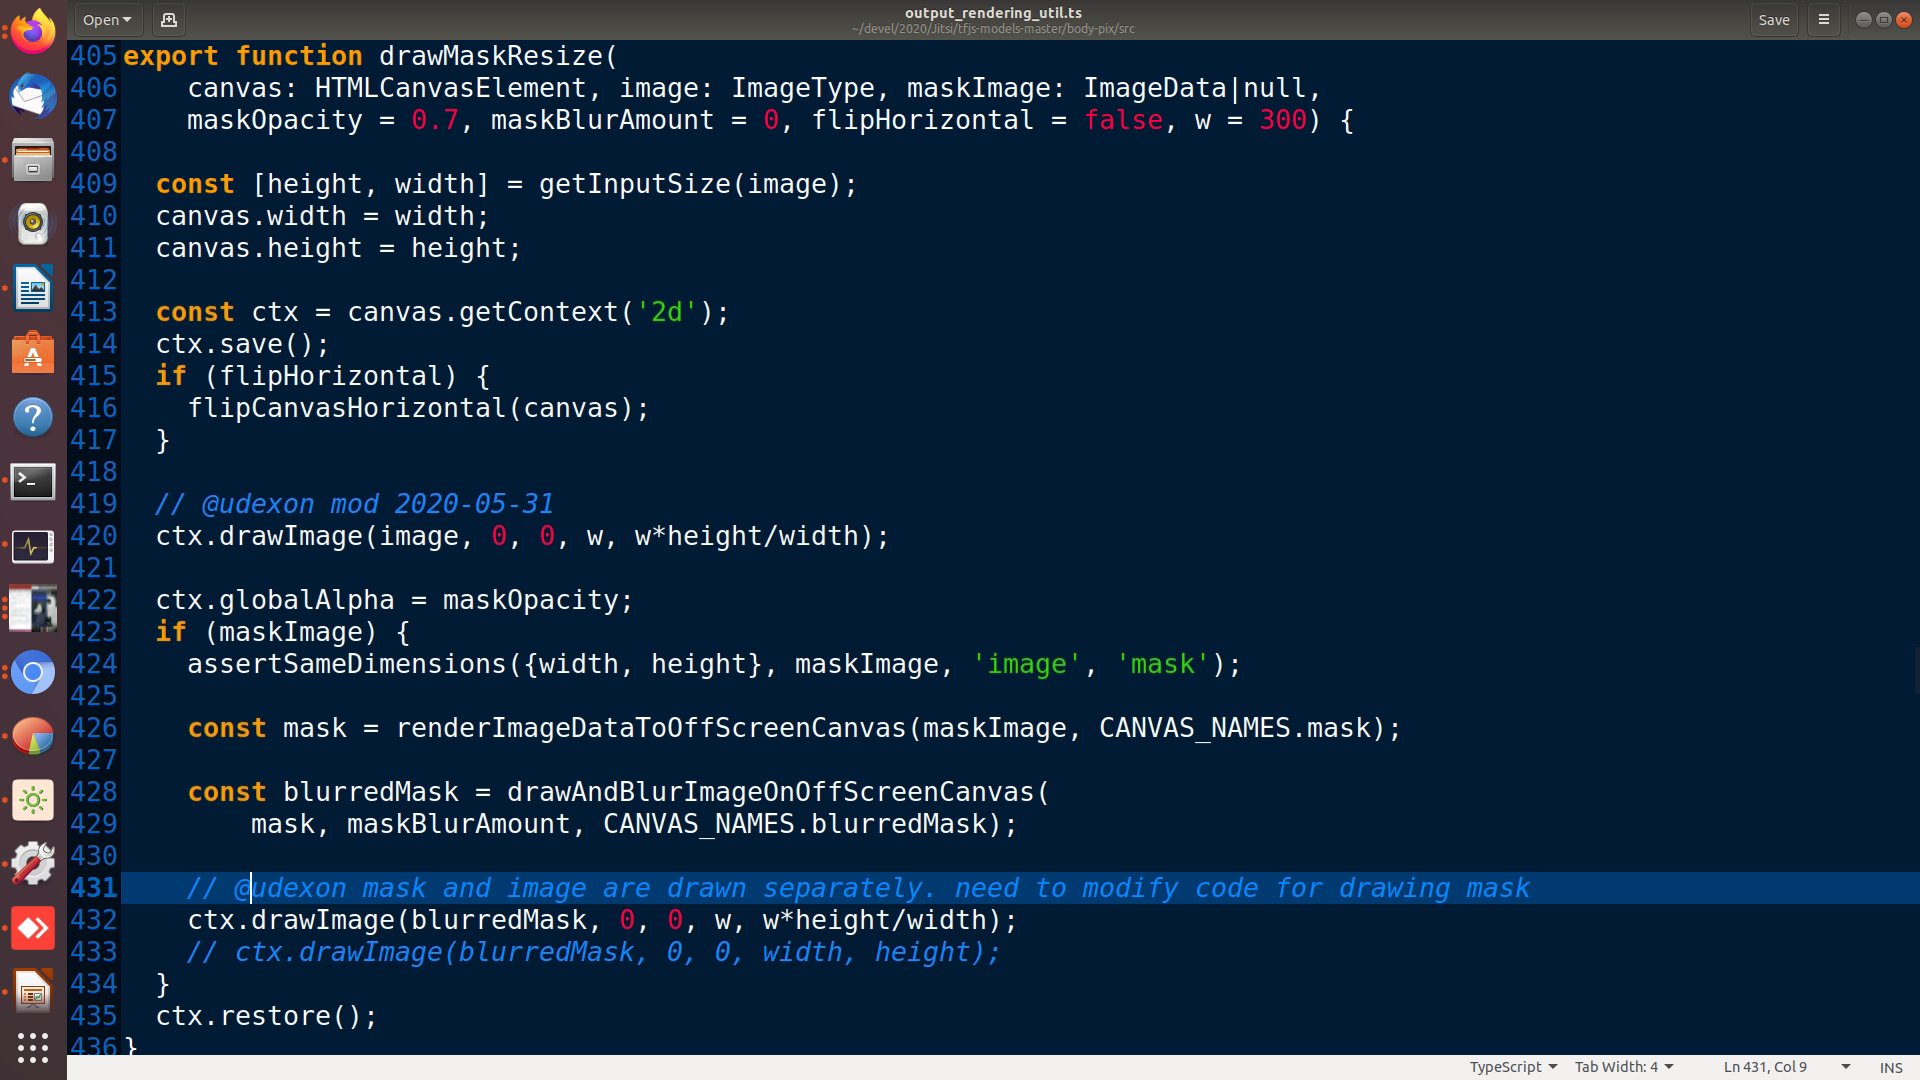 Open
output_rendering_util.ts
~/devel/2020/Jitsi/tfjs-models-master/body-pix/src
Save
405 export function drawMaskResize(
406     canvas: HTMLCanvasElement, image: ImageType, maskImage: ImageData|null,
407     maskOpacity = 0.7, maskBlurAmount = 0, flipHorizontal = false, w = 300) {
408
409   const [height, width] = getInputSize(image);
410   canvas.width = width;
411   canvas.height = height;
412
413   const ctx = canvas.getContext('2d');
414   ctx.save();
415   if (flipHorizontal) {
416     flipCanvasHorizontal(canvas);
417   }
418
419   // @udexon mod 2020-05-31
420   ctx.drawImage(image, 0, 0, w, w*height/width);
421
422   ctx.globalAlpha = maskOpacity;
423   if (maskImage) {
424     assertSameDimensions({width, height}, maskImage, 'image', 'mask');
425
426     const mask = renderImageDataToOffScreenCanvas(maskImage, CANVAS_NAMES.mask);
427
428     const blurredMask = drawAndBlurImageOnOffScreenCanvas(
429         mask, maskBlurAmount, CANVAS_NAMES.blurredMask);
430
431     // @udexon mask and image are drawn separately. need to modify code for drawing mask
432     ctx.drawImage(blurredMask, 0, 0, w, w*height/width);
433     // ctx.drawImage(blurredMask, 0, 0, width, height);
434   }
435   ctx.restore();
436 }
TypeScript Tab Width: 4 Ln 431, Col 9 INS